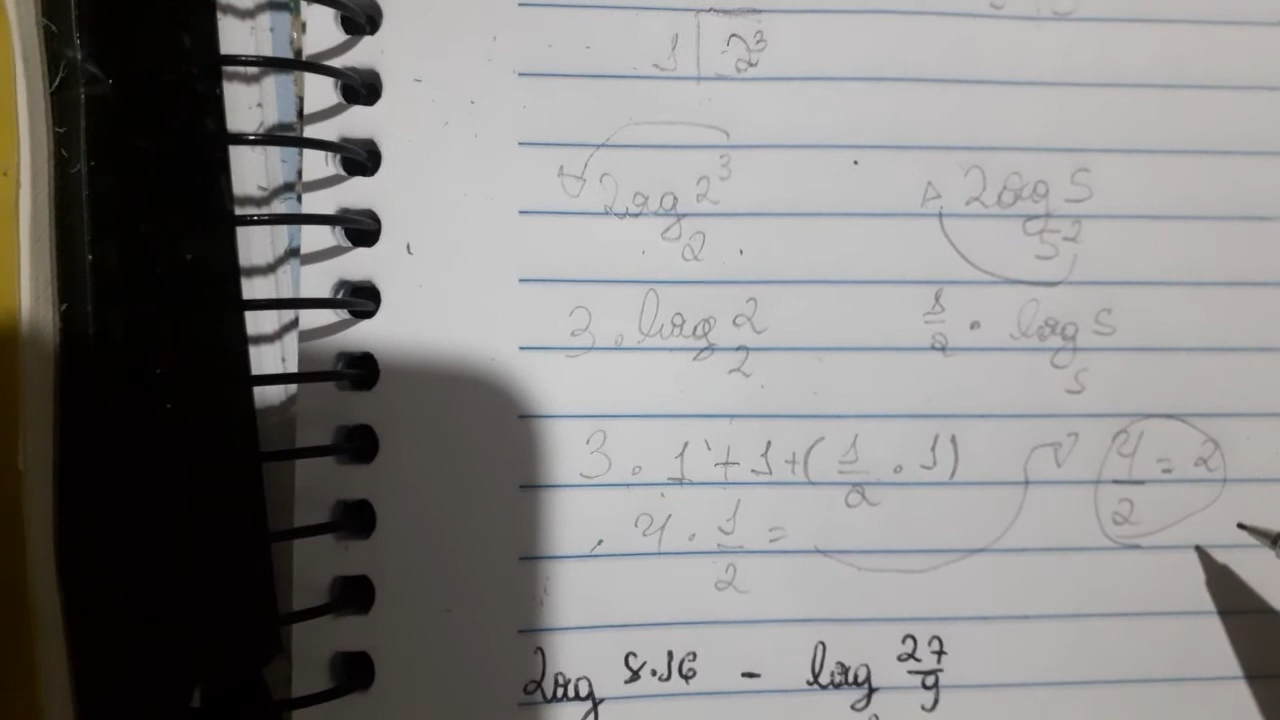 1 2³
log 2³ log 5
2 5²
3 . log 2 1/2 . log 5
2 5
3 . 1 + 1 + ( 1/2 . 1 ) 4/2 = 2
. 4 . 1/2 =
log 8.16 - log 27/9